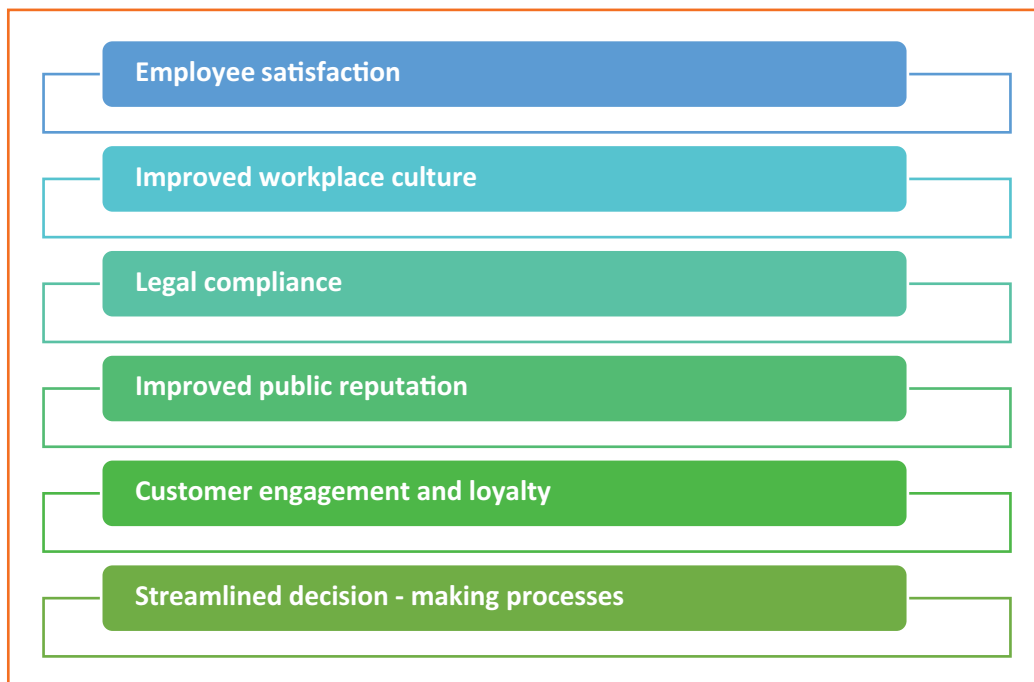 Employee satisfaction
Improved workplace culture
Legal compliance
Improved public reputation
Customer engagement and loyalty
Streamlined decision - making processes